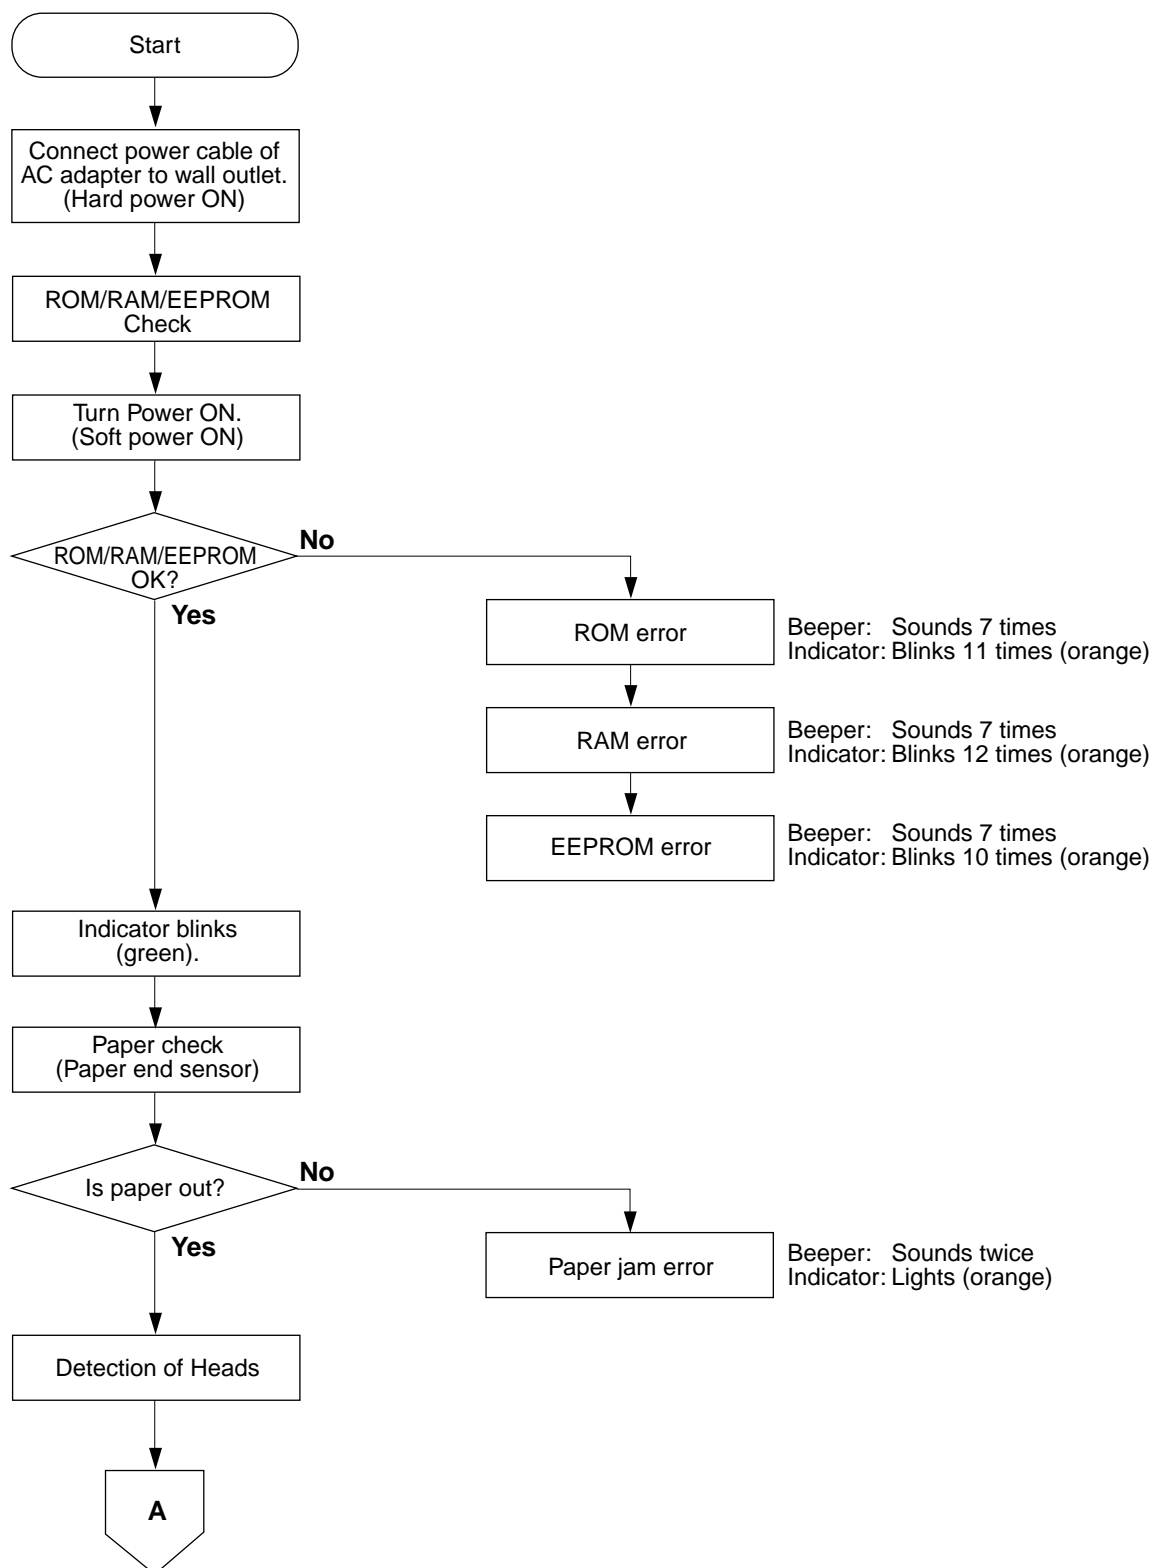 Start
Connect power cable of
AC adapter to wall outlet.
(Hard power ON)
ROM/RAM/EEPROM
Check
Turn Power ON.
(Soft power ON)
ROM/RAM/EEPROM
OK?
No
Yes
ROM error
Beeper: Sounds 7 times
Indicator: Blinks 11 times (orange)
RAM error
Beeper: Sounds 7 times
Indicator: Blinks 12 times (orange)
EEPROM error
Beeper: Sounds 7 times
Indicator: Blinks 10 times (orange)
Indicator blinks
(green).
Paper check
(Paper end sensor)
Is paper out?
No
Yes
Paper jam error
Beeper: Sounds twice
Indicator: Lights (orange)
Detection of Heads
A